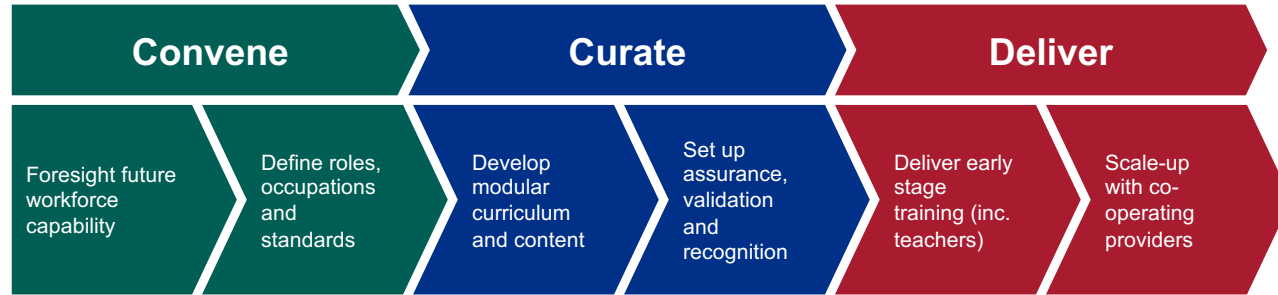 Convene
Curate
Deliver
Foresight future
workforce
capability
Define roles,
occupations
and
standards
Develop
modular
curriculum
and content
Set up
assurance,
validation
and
recognition
Deliver early
stage
training (inc.
teachers)
Scale-up
with co-
operating
providers